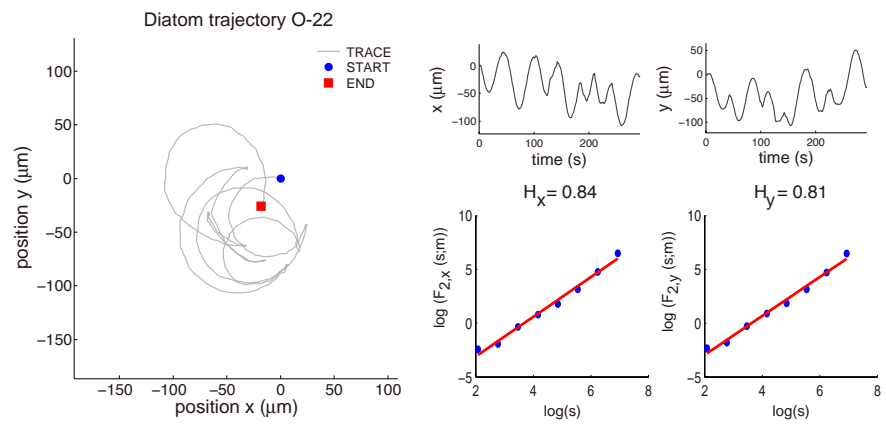 Diatom trajectory O-22
TRACE
START
END
100
50
0
−50
−100
−150
position y (μm)
−150
−100
−50
0
50
100
position x (μm)
0
−50
−100
x (μm)
0
100
200
time (s)
50
0
−50
−100
y (μm)
0
100
200
time (s)
Hx= 0.84
10
5
0
−5
log (F2,x (s;m))
2
4
6
8
log(s)
Hy= 0.81
10
5
0
−5
log (F2,y (s;m))
2
4
6
8
log(s)